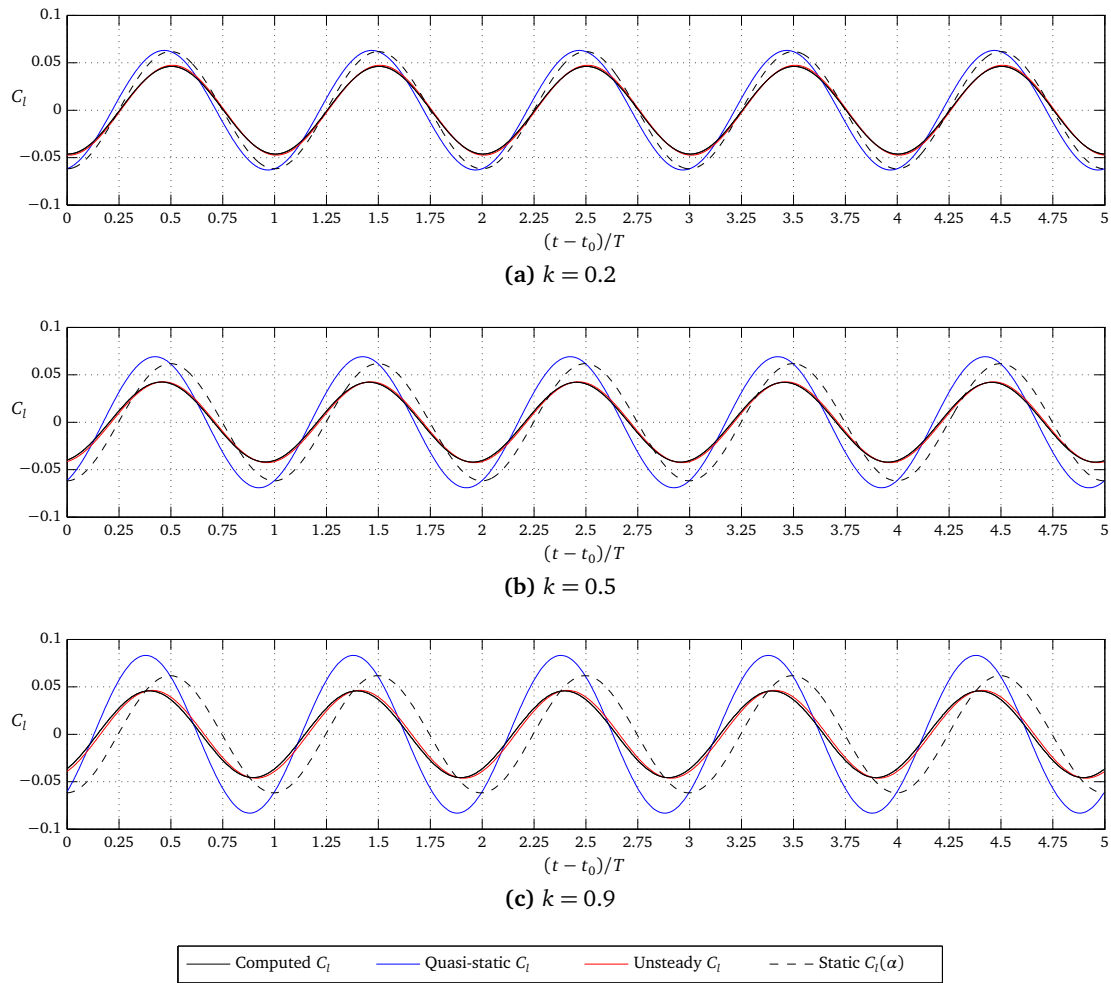 0.1
0.05
0
−0.05
−0.1
C_l
0 0.25 0.5 0.75 1 1.25 1.5 1.75 2 2.25 2.5 2.75 3 3.25 3.5 3.75 4 4.25 4.5 4.75 5
(t − t_0)/T
(a) k = 0.2
0.1
0.05
0
−0.05
−0.1
C_l
0 0.25 0.5 0.75 1 1.25 1.5 1.75 2 2.25 2.5 2.75 3 3.25 3.5 3.75 4 4.25 4.5 4.75 5
(t − t_0)/T
(b) k = 0.5
0.1
0.05
0
−0.05
−0.1
C_l
0 0.25 0.5 0.75 1 1.25 1.5 1.75 2 2.25 2.5 2.75 3 3.25 3.5 3.75 4 4.25 4.5 4.75 5
(t − t_0)/T
(c) k = 0.9
Computed C_l Quasi-static C_l Unsteady C_l Static C_l(α)